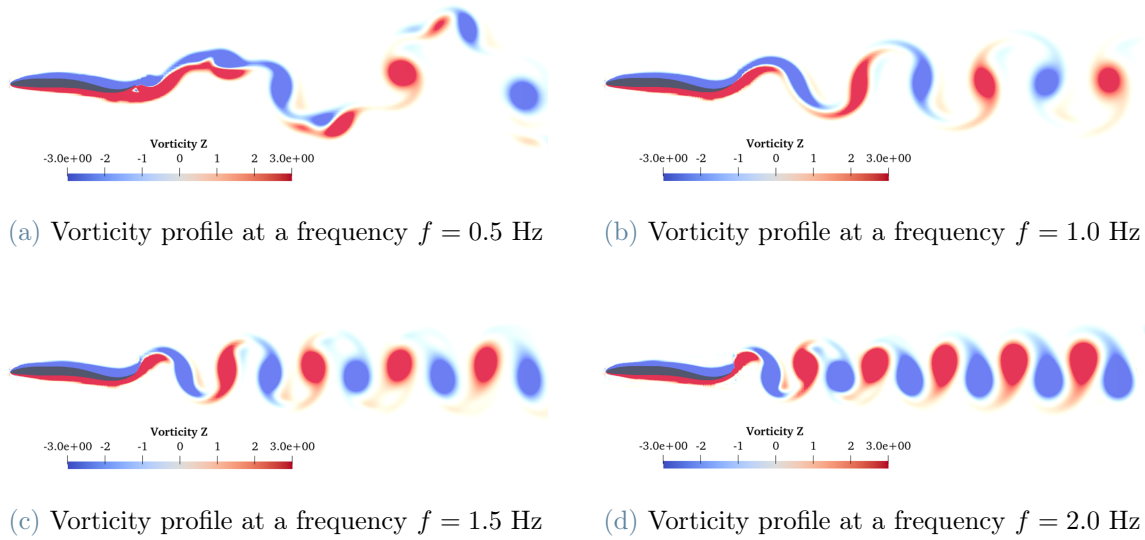 Vorticity Z
-3.0e+00 -2 -1 0 1 2 3.0e+00
(a) Vorticity profile at a frequency f = 0.5 Hz
Vorticity Z
-3.0e+00 -2 -1 0 1 2 3.0e+00
(b) Vorticity profile at a frequency f = 1.0 Hz
Vorticity Z
-3.0e+00 -2 -1 0 1 2 3.0e+00
(c) Vorticity profile at a frequency f = 1.5 Hz
Vorticity Z
-3.0e+00 -2 -1 0 1 2 3.0e+00
(d) Vorticity profile at a frequency f = 2.0 Hz